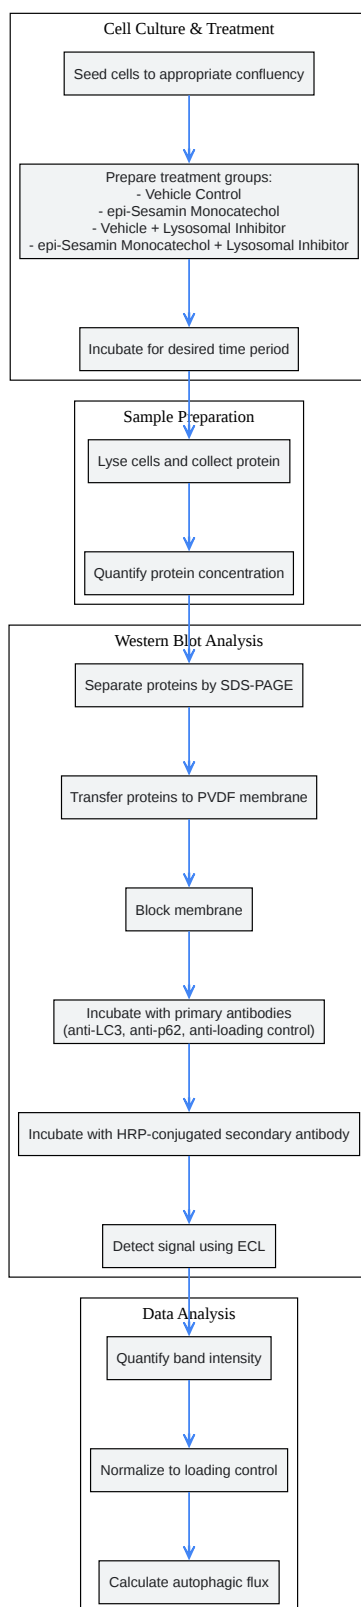 Cell Culture & Treatment
Seed cells to appropriate confluency
Prepare treatment groups:
- Vehicle Control
- epi-Sesamin Monocatechol
- Vehicle + Lysosomal Inhibitor
- epi-Sesamin Monocatechol + Lysosomal Inhibitor
Incubate for desired time period
Sample Preparation
Lyse cells and collect protein
Quantify protein concentration
Western Blot Analysis
Separate proteins by SDS-PAGE
Transfer proteins to PVDF membrane
Block membrane
Incubate with primary antibodies
(anti-LC3, anti-p62, anti-loading control)
Incubate with HRP-conjugated secondary antibody
Detect signal using ECL
Data Analysis
Quantify band intensity
Normalize to loading control
Calculate autophagic flux